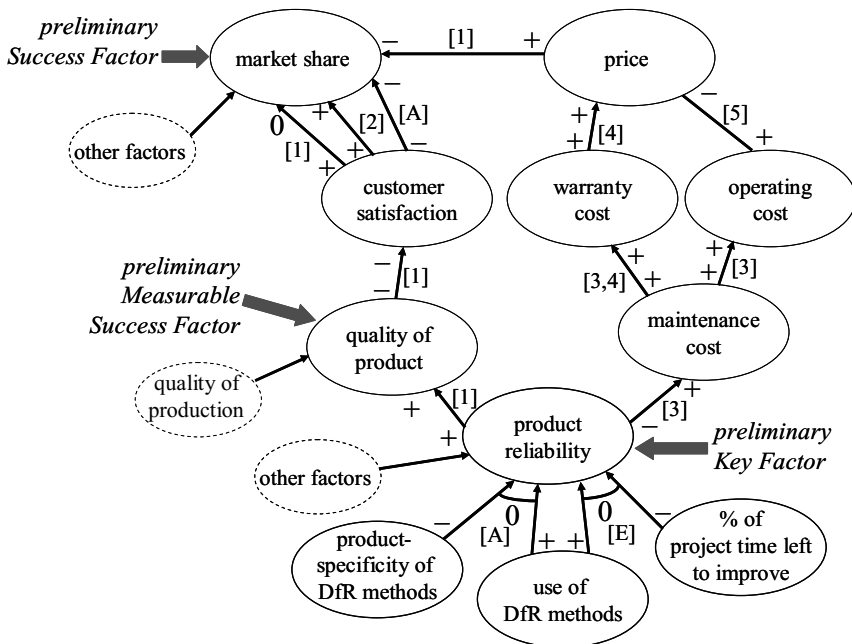 preliminary
Success Factor
market share
−
[1]
+
price
other factors
0
+
−
[1]
[2]
[A]
+
+
−
customer
satisfaction
+
+
[4]
−
[5]
+
warranty
cost
operating
cost
preliminary
Measurable
Success Factor
−
−
[1]
+
+
[3,4]
+
+
[3]
quality of
product
maintenance
cost
quality of
production
+
+
[1]
product
reliability
+
−
[3]
preliminary
Key Factor
other factors
−
0
[A]
+
0
[E]
+
−
product-
specificity of
DfR methods
use of
DfR methods
% of
project time left
to improve